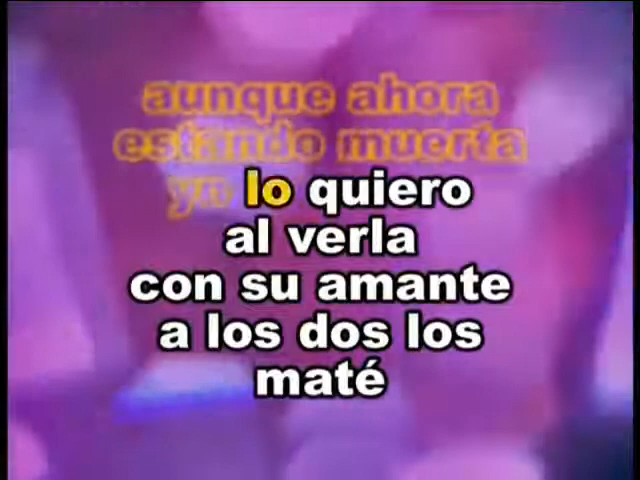 aunque ahora
estando muerta
yo lo quiero
al verla
con su amante
a los dos los
maté